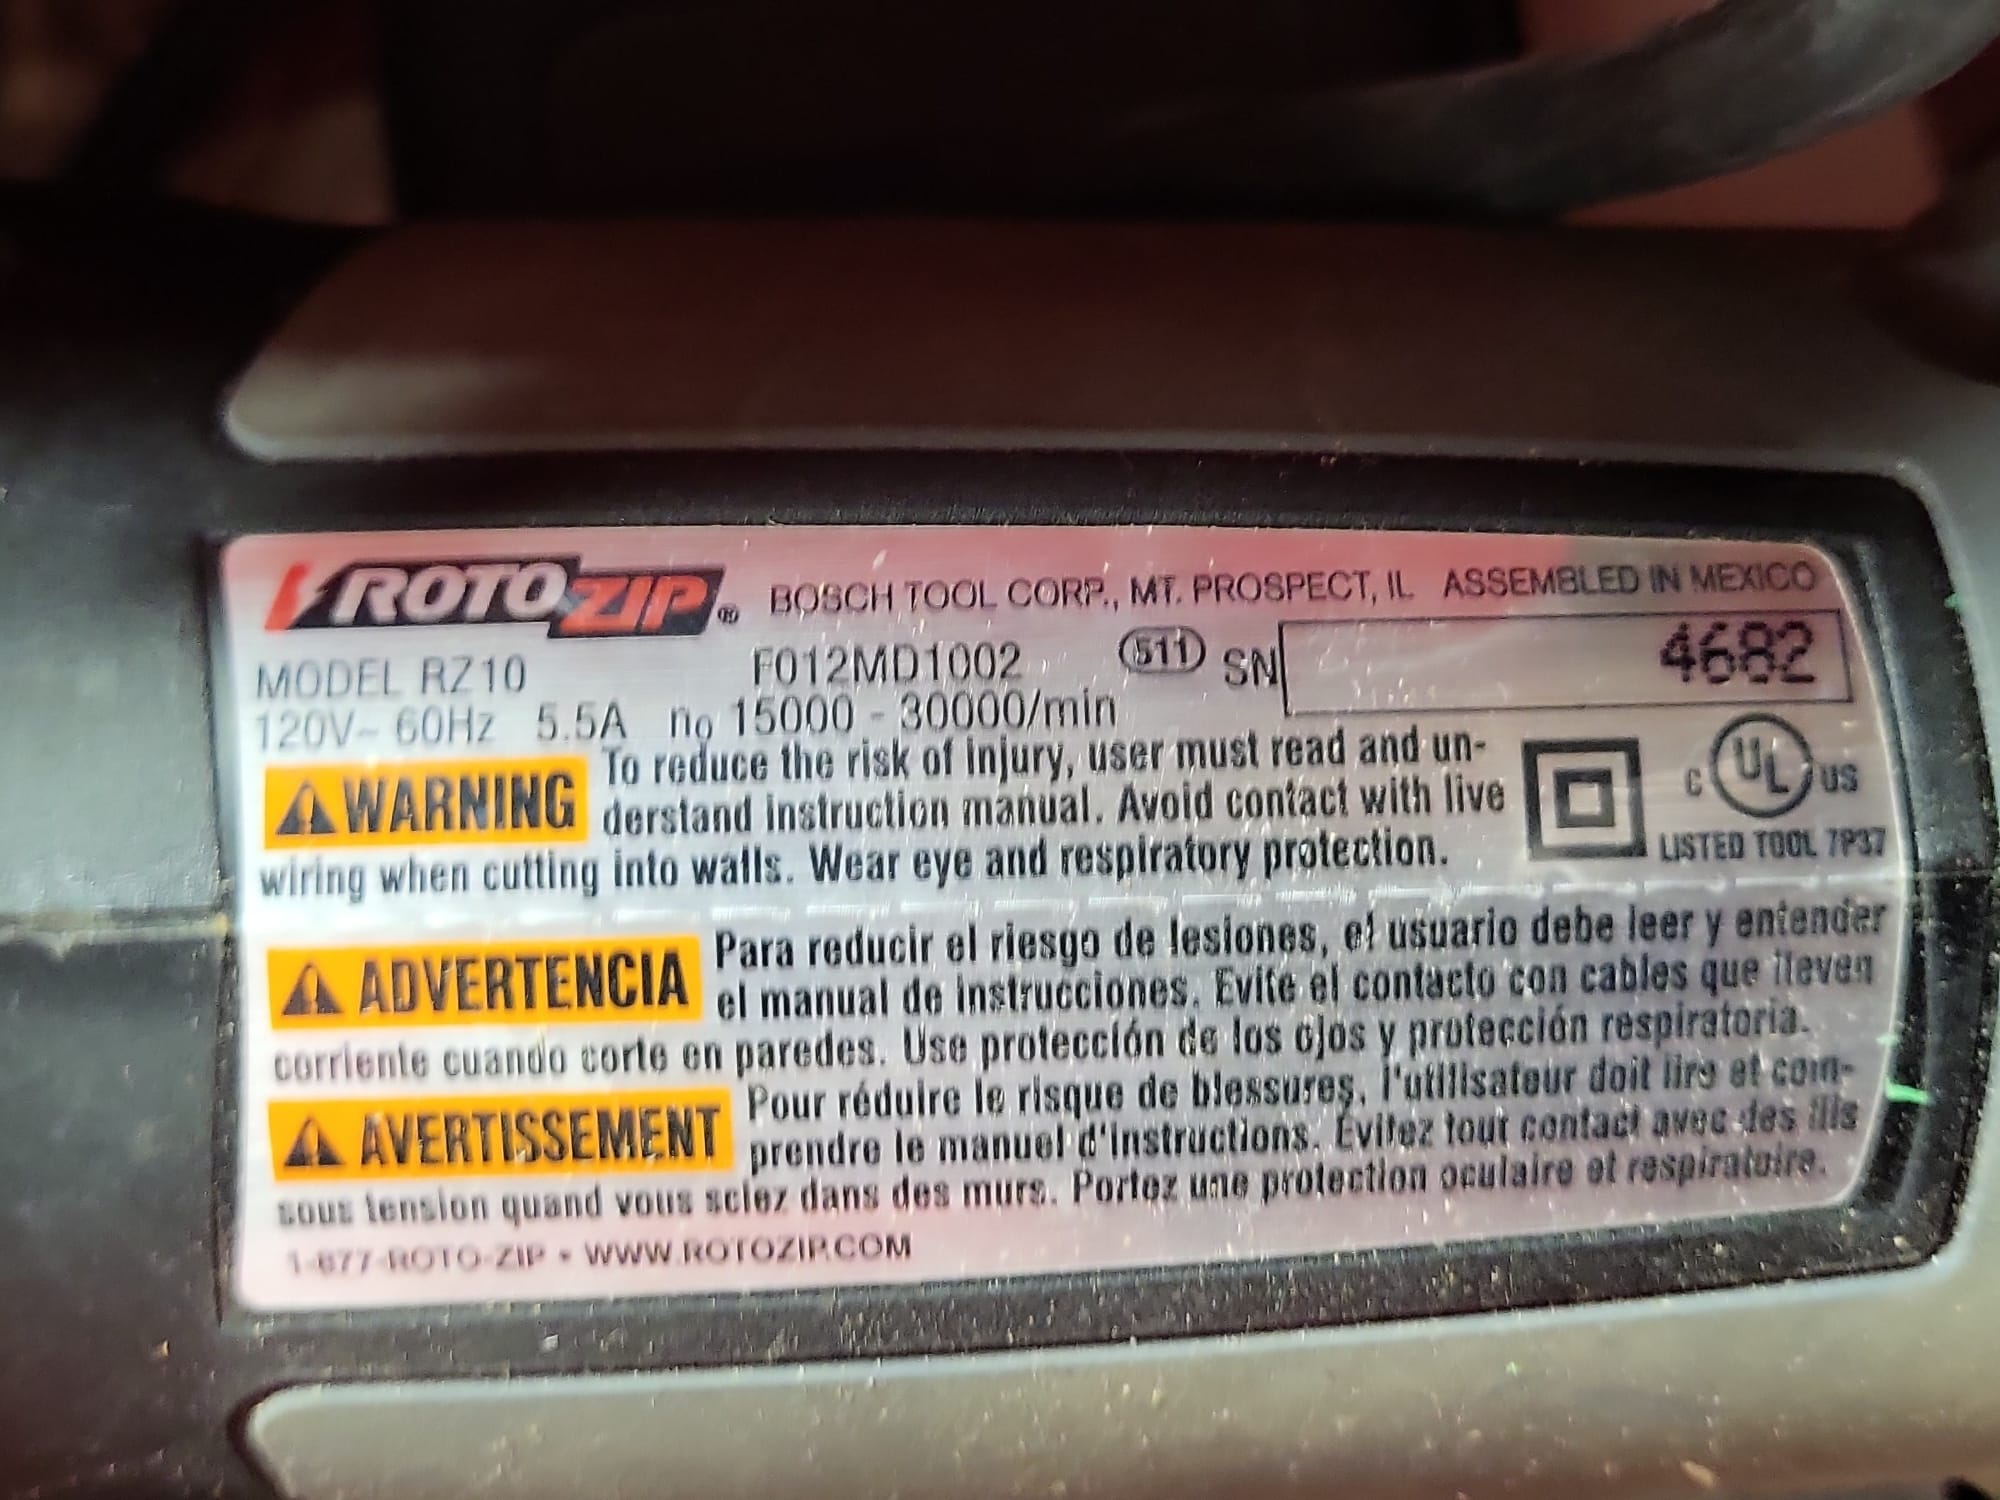 ROTOZIP® BOSCH TOOL CORP., MT. PROSPECT, IL ASSEMBLED IN MEXICO
MODEL RZ10 F012MD1002 511 SN 4682
120V~ 60Hz 5.5A no 15000 - 30000/min
WARNING To reduce the risk of injury, user must read and un-
derstand instruction manual. Avoid contact with live
wiring when cutting into walls. Wear eye and respiratory protection.
C UL US
LISTED TOOL 7P37
ADVERTENCIA Para reducir el riesgo de lesiones, el usuario debe leer y entender
el manual de instrucciones. Evite el contacto con cables que lleven
corriente cuando corte en paredes. Use protección de los ojos y protección respiratoria.
AVERTISSEMENT Pour réduire le risque de blessures, l'utilisateur doit lire et com-
prendre le manuel d'instructions. Évitez tout contact avec des fils
sous tension quand vous sciez dans des murs. Portez une protection oculaire et respiratoire.
1-877-ROTO-ZIP • WWW.ROTOZIP.COM